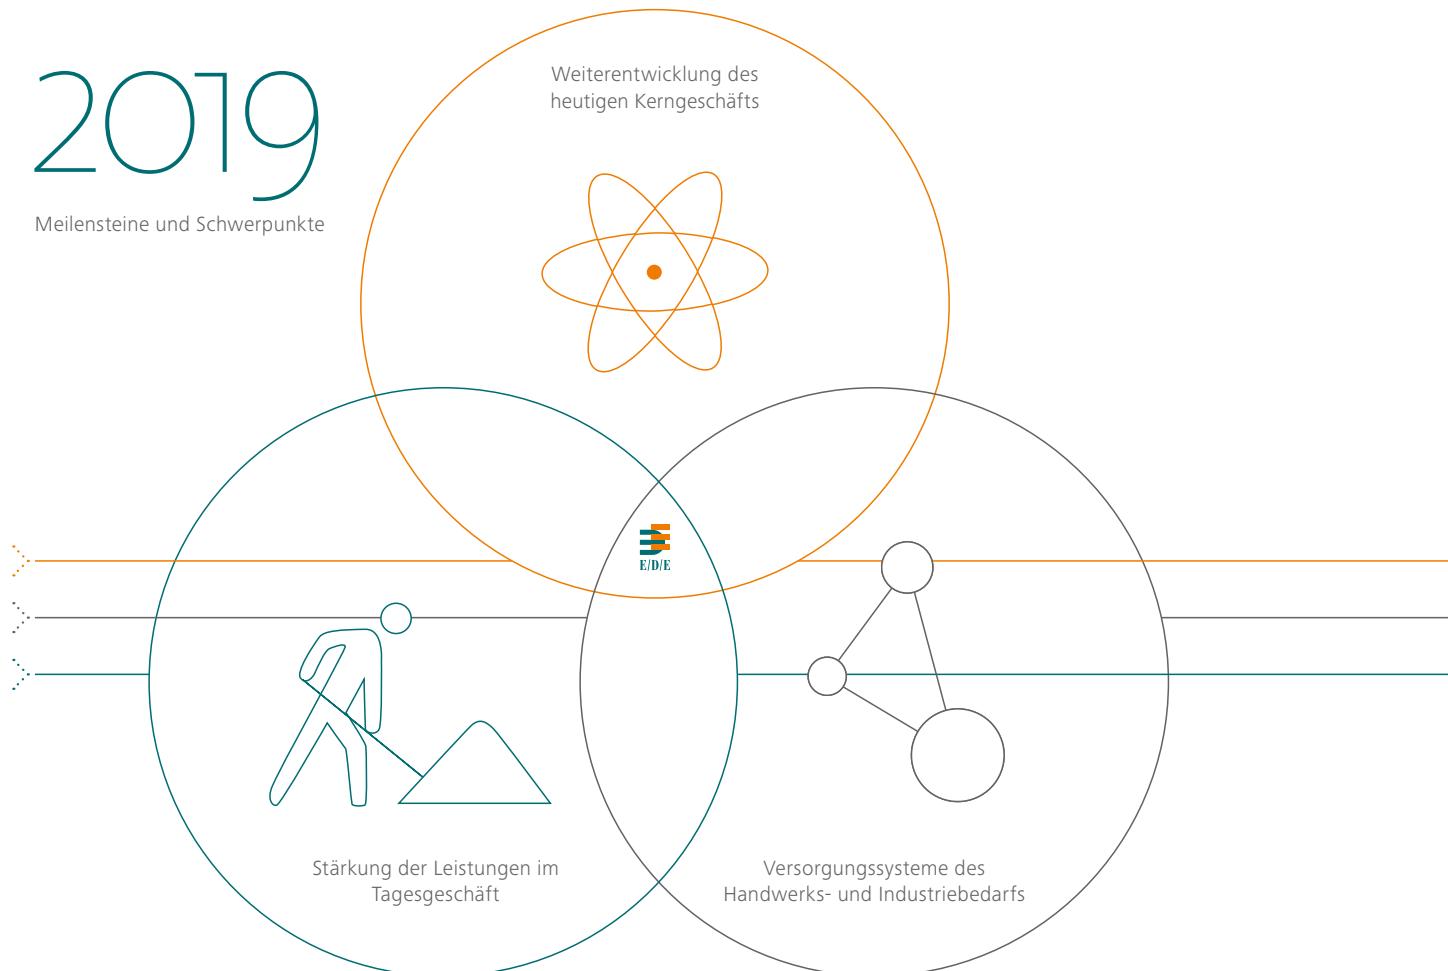 2019
Meilensteine und Schwerpunkte
Weiterentwicklung des
heutigen Kerngeschäfts
E/D/E
Stärkung der Leistungen im
Tagesgeschäft
Versorgungssysteme des
Handwerks- und Industriebedarfs